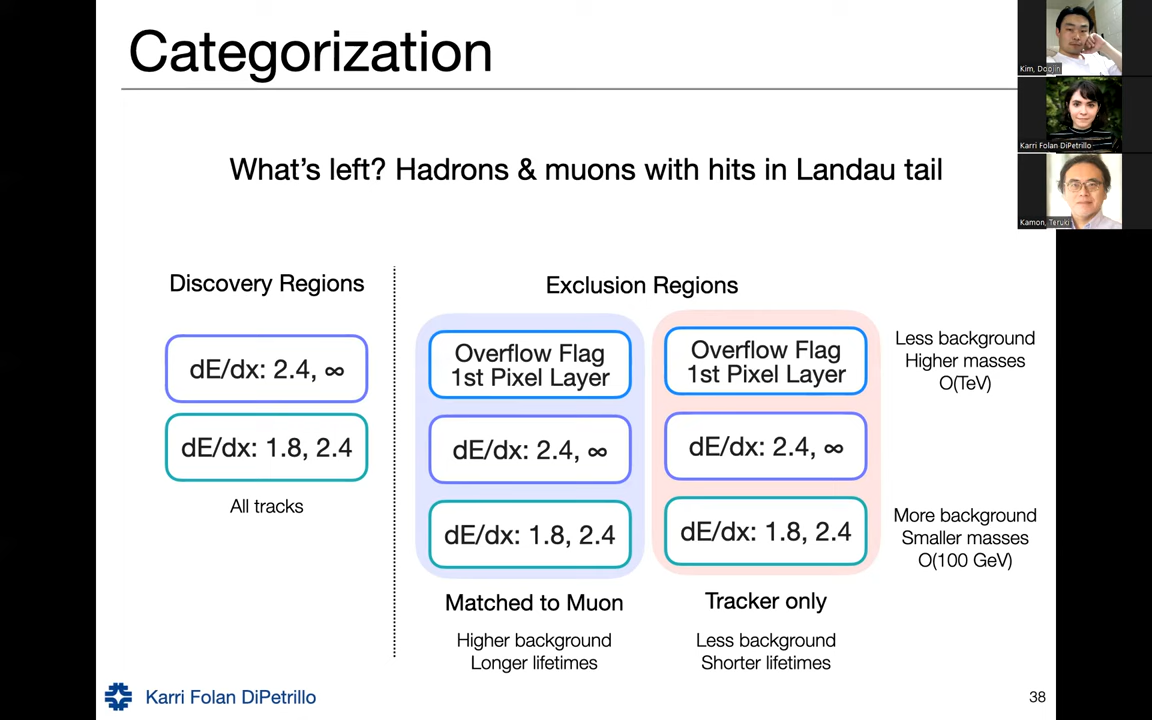 Categorization
What's left? Hadrons & muons with hits in Landau tail
Discovery Regions
dE/dx: 2.4, ∞
dE/dx: 1.8, 2.4
All tracks
Exclusion Regions
Overflow Flag
1st Pixel Layer
dE/dx: 2.4, ∞
dE/dx: 1.8, 2.4
Matched to Muon
Higher background
Longer lifetimes
Overflow Flag
1st Pixel Layer
dE/dx: 2.4, ∞
dE/dx: 1.8, 2.4
Tracker only
Less background
Shorter lifetimes
Less background
Higher masses
O(TeV)
More background
Smaller masses
O(100 GeV)
Karri Folan DiPetrillo
38
Kim, Doojin
Karri Folan DiPetrillo
Kamon, Teruki